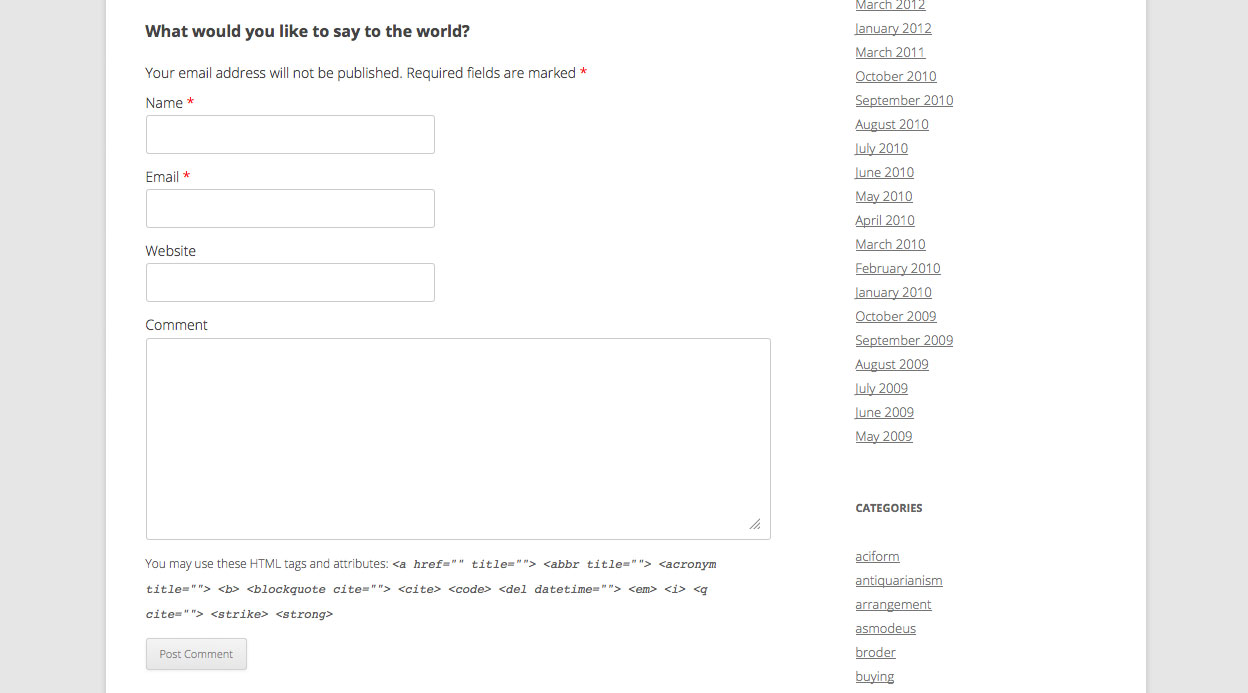 What would you like to say to the world?
Your email address will not be published. Required fields are marked *
Name *
Email *
Website
Comment
You may use these HTML tags and attributes: <a href="" title=""> <abbr title=""> <acronym
title=""> <b> <blockquote cite=""> <cite> <code> <del datetime=""> <em> <i> <q
cite=""> <strike> <strong>
Post Comment
March 2012
January 2012
March 2011
October 2010
September 2010
August 2010
July 2010
June 2010
May 2010
April 2010
March 2010
February 2010
January 2010
October 2009
September 2009
August 2009
July 2009
June 2009
May 2009
CATEGORIES
aciform
antiquarianism
arrangement
asmodeus
broder
buying